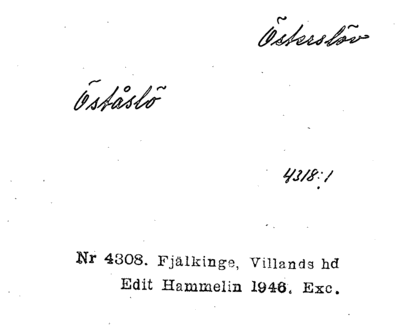 Österslöv
Öståslö
4318:1
Nr 4308. Fjälkinge, Villands hd
Edit Hammelin 1946. Exc.